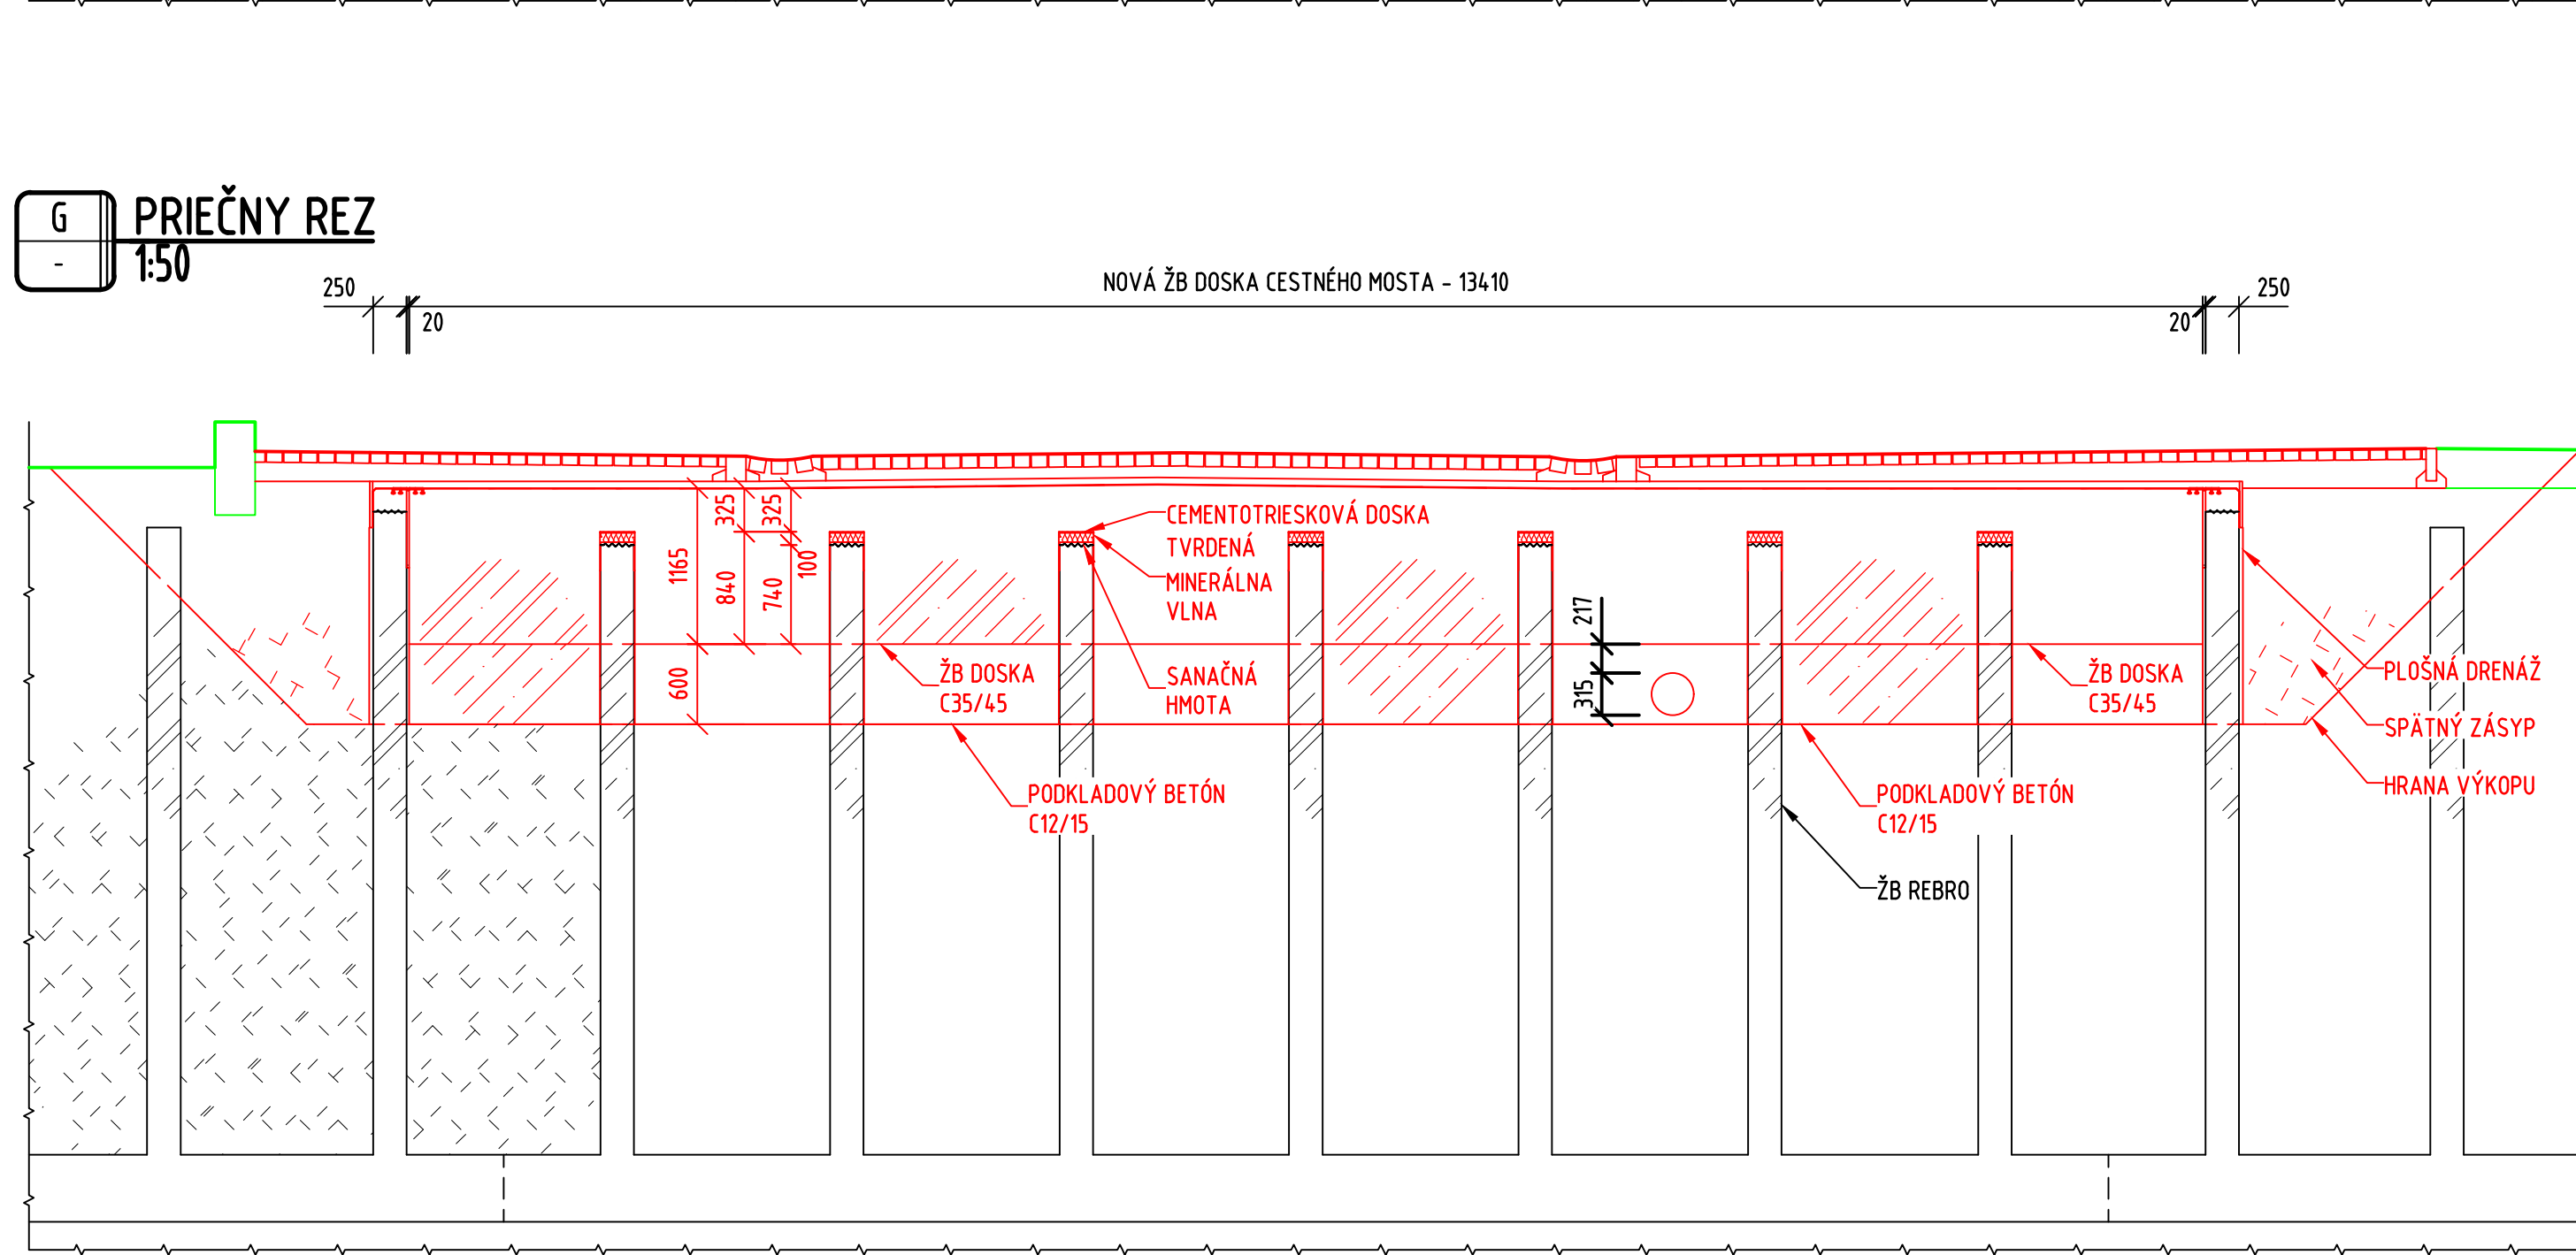 G
-
PRIEČNY REZ
1:50
NOVÁ ŽB DOSKA CESTNÉHO MOSTA - 13410
250
20
20
250
325
325
1165
840
740
100
600
CEMENTOTRIESKOVÁ DOSKA
TVRDENÁ
MINERÁLNA
VLNA
SANAČNÁ
HMOTA
217
315
ŽB DOSKA
C35/45
ŽB DOSKA
C35/45
PLOŠNÁ DRENÁŽ
SPÄTNÝ ZÁSYP
HRANA VÝKOPU
PODKLADOVÝ BETÓN
C12/15
PODKLADOVÝ BETÓN
C12/15
ŽB REBRO